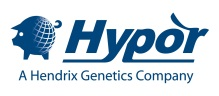 Hypor
A Hendrix Genetics Company